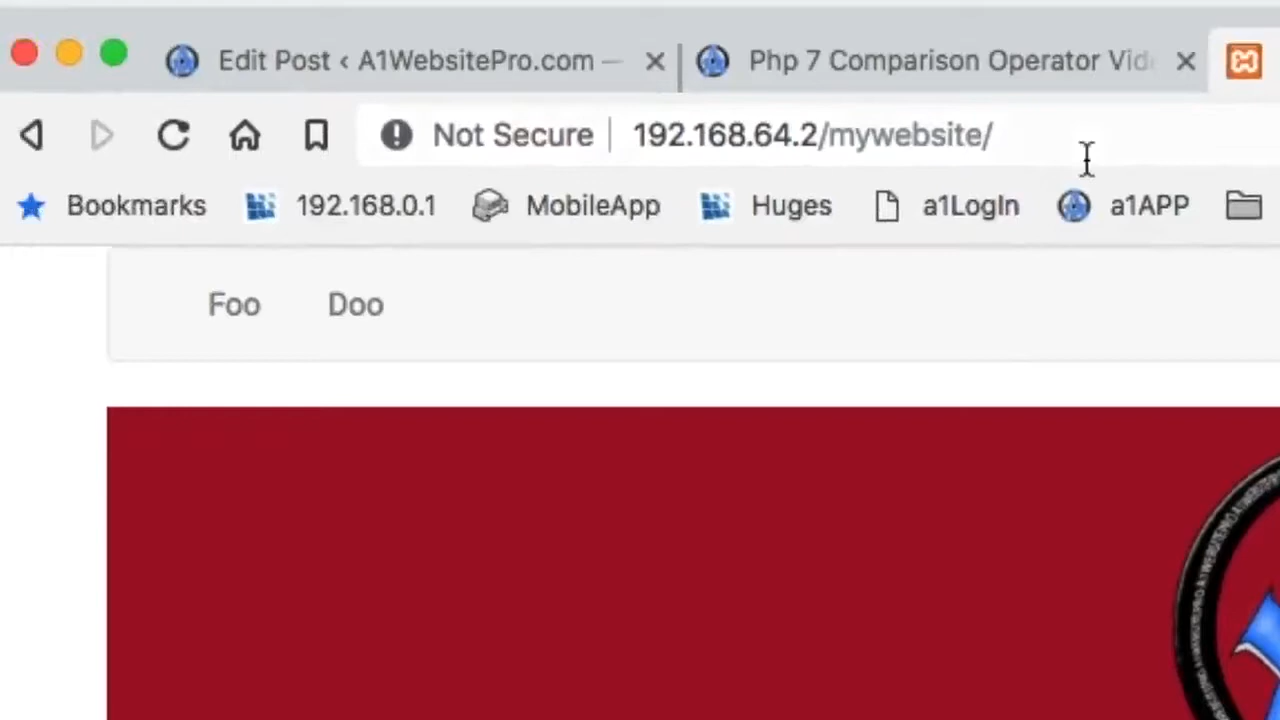 Edit Post ‹ A1WebsitePro.com — Php 7 Comparison Operator Vid
Not Secure 192.168.64.2/mywebsite/
Bookmarks 192.168.0.1 MobileApp Huges a1LogIn a1APP
Foo Doo